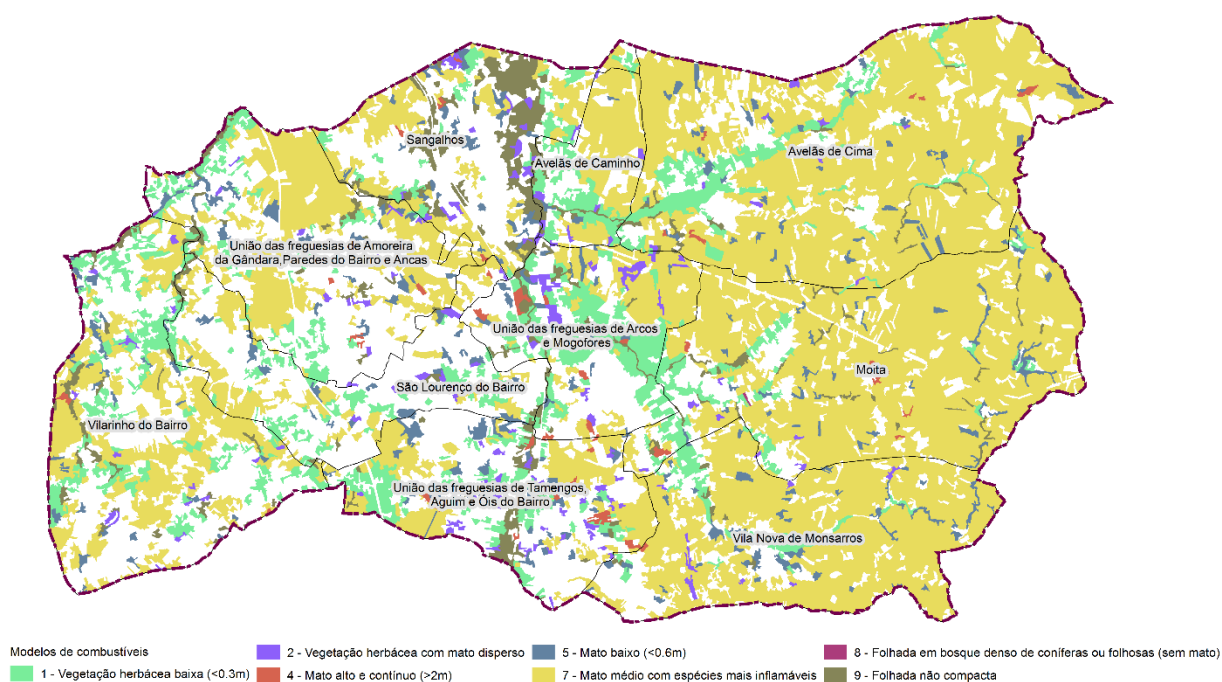 Sangalhos
Avelãs de Caminho
Avelãs de Cima
União das freguesias de Amoreira
da Gândara,Paredes do Bairro e Ancas
União das freguesias de Arcos
e Mogofores
Moita
São Lourenço do Bairro
Vilarinho do Bairro
União das freguesias de Tamengos,
Aguim e Óis do Bairro
Vila Nova de Monsarros
Modelos de combustíveis
1 - Vegetação herbácea baixa (<0.3m)
2 - Vegetação herbácea com mato disperso
4 - Mato alto e contínuo (>2m)
5 - Mato baixo (<0.6m)
7 - Mato médio com espécies mais inflamáveis
8 - Folhada em bosque denso de coníferas ou folhosas (sem mato)
9 - Folhada não compacta